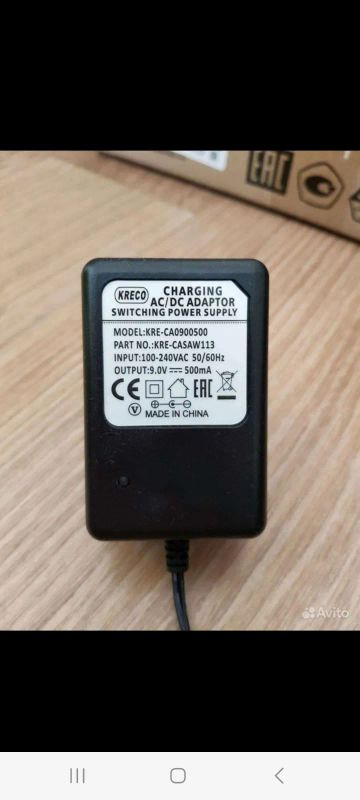 EAC
KRECO
CHARGING
AC/DC ADAPTOR
SWITCHING POWER SUPPLY
MODEL:KRE-CA0900500
PART NO.:KRE-CASAW113
INPUT:100-240VAC 50/60Hz
OUTPUT:9.0V⎓500mA
CE EAC
V MADE IN CHINA
Avito